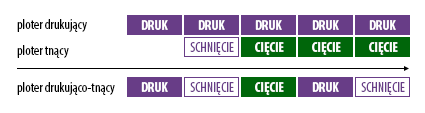 ploter drukujący DRUK DRUK DRUK DRUK DRUK
ploter tnący SCHNIĘCIE CIĘCIE CIĘCIE CIĘCIE
ploter drukująco-tnący DRUK SCHNIĘCIE CIĘCIE DRUK SCHNIĘCIE